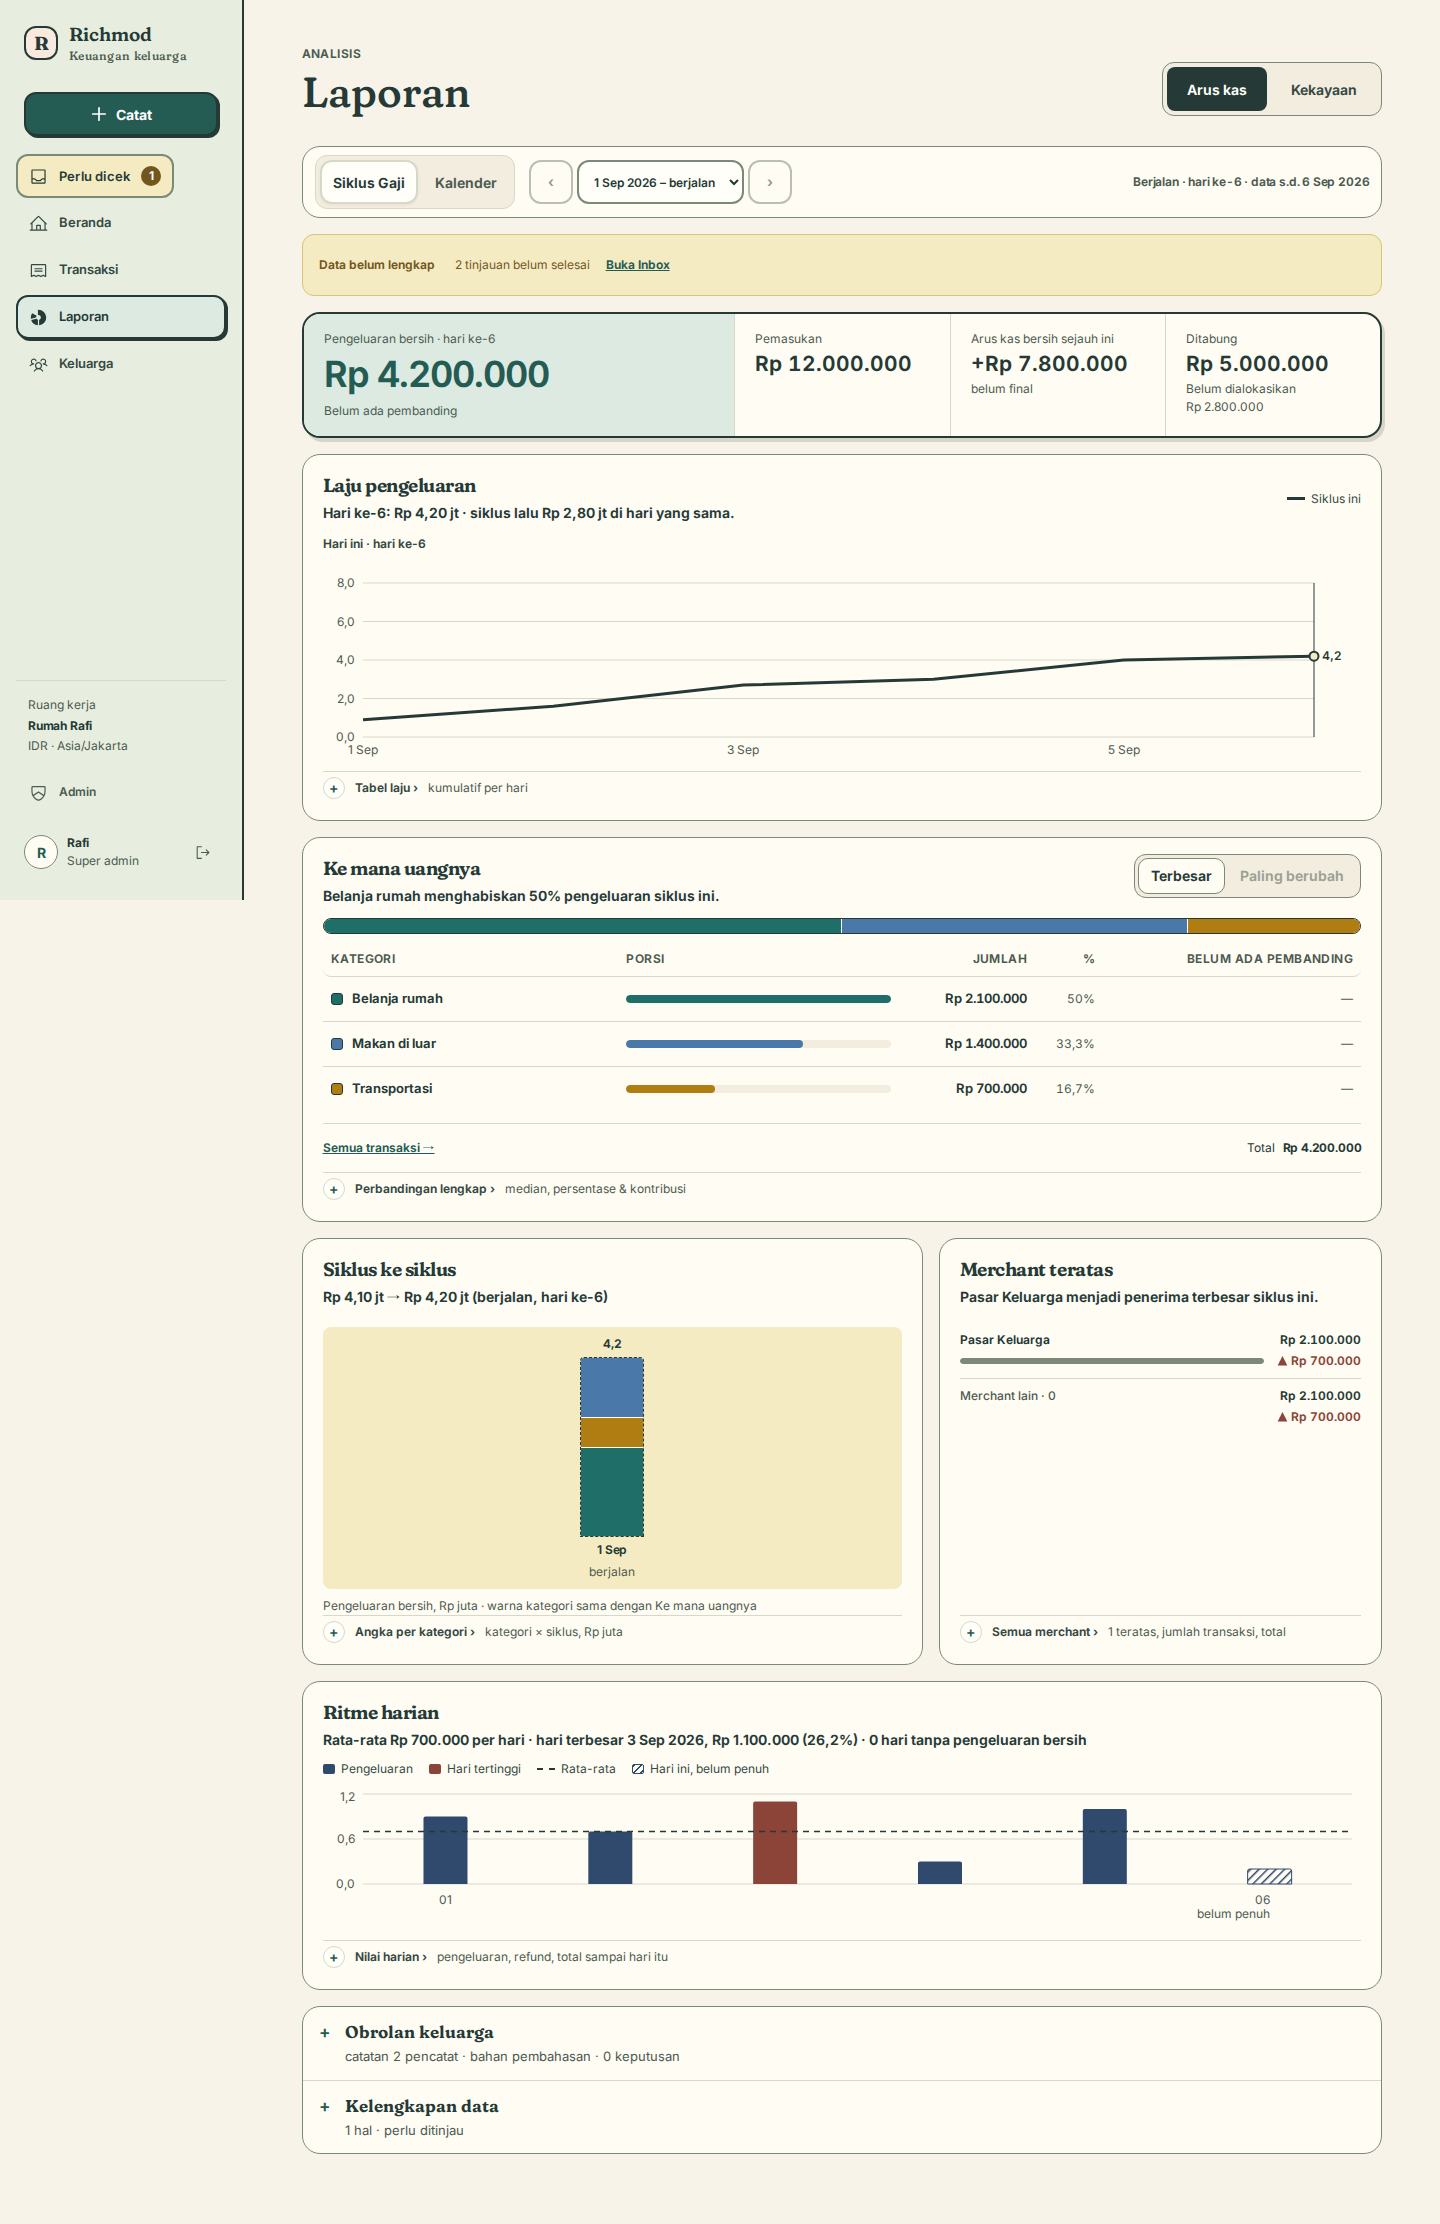 R Richmod
Keuangan keluarga
+ Catat
Perlu dicek 1
Beranda
Transaksi
Laporan
Keluarga
Ruang kerja
Rumah Rafi
IDR · Asia/Jakarta
Admin
R Rafi
Super admin
ANALISIS
Laporan
Arus kas Kekayaan
Siklus Gaji Kalender ‹ 1 Sep 2026 – berjalan › Berjalan · hari ke-6 · data s.d. 6 Sep 2026
Data belum lengkap 2 tinjauan belum selesai Buka Inbox
Pengeluaran bersih · hari ke-6
Rp 4.200.000
Belum ada pembanding
Pemasukan
Rp 12.000.000
Arus kas bersih sejauh ini
+Rp 7.800.000
belum final
Ditabung
Rp 5.000.000
Belum dialokasikan
Rp 2.800.000
Laju pengeluaran
Hari ke-6: Rp 4,20 jt · siklus lalu Rp 2,80 jt di hari yang sama.
Siklus ini
Hari ini · hari ke-6
8,0
6,0
4,0
2,0
0,0
4,2
1 Sep 3 Sep 5 Sep
+ Tabel laju › kumulatif per hari
Ke mana uangnya
Belanja rumah menghabiskan 50% pengeluaran siklus ini.
Terbesar Paling berubah
KATEGORI PORSI JUMLAH % BELUM ADA PEMBANDING
Belanja rumah Rp 2.100.000 50% —
Makan di luar Rp 1.400.000 33,3% —
Transportasi Rp 700.000 16,7% —
Semua transaksi → Total Rp 4.200.000
+ Perbandingan lengkap › median, persentase & kontribusi
Siklus ke siklus
Rp 4,10 jt → Rp 4,20 jt (berjalan, hari ke-6)
4,2
1 Sep
berjalan
Pengeluaran bersih, Rp juta · warna kategori sama dengan Ke mana uangnya
+ Angka per kategori › kategori × siklus, Rp juta
Merchant teratas
Pasar Keluarga menjadi penerima terbesar siklus ini.
Pasar Keluarga Rp 2.100.000
▲ Rp 700.000
Merchant lain · 0 Rp 2.100.000
▲ Rp 700.000
+ Semua merchant › 1 teratas, jumlah transaksi, total
Ritme harian
Rata-rata Rp 700.000 per hari · hari terbesar 3 Sep 2026, Rp 1.100.000 (26,2%) · 0 hari tanpa pengeluaran bersih
Pengeluaran Hari tertinggi Rata-rata Hari ini, belum penuh
1,2
0,6
0,0
01 06
belum penuh
+ Nilai harian › pengeluaran, refund, total sampai hari itu
+ Obrolan keluarga
catatan 2 pencatat · bahan pembahasan · 0 keputusan
+ Kelengkapan data
1 hal · perlu ditinjau